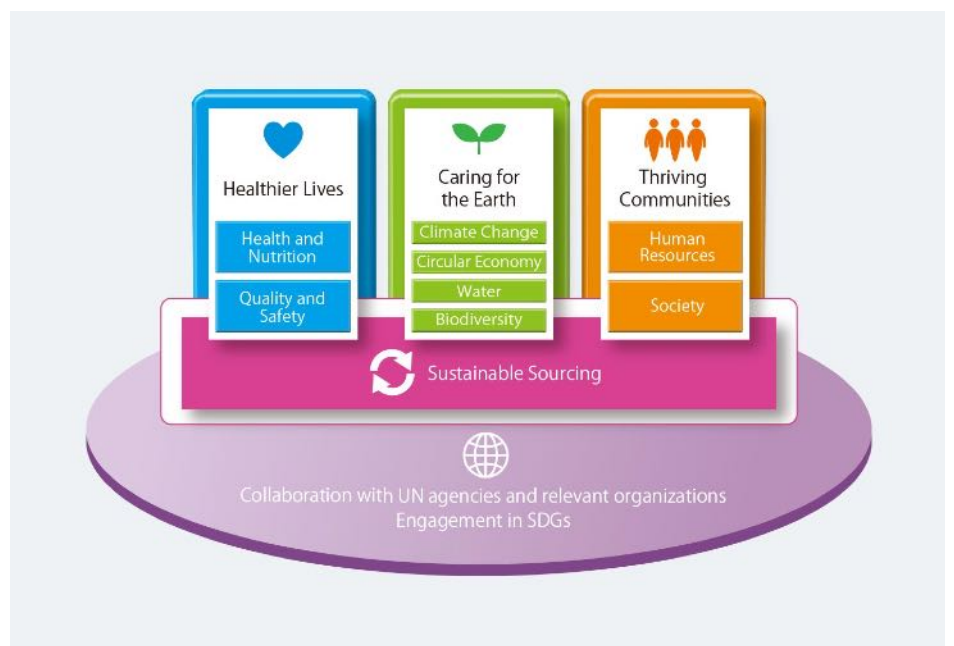 Healthier Lives
Health and
Nutrition
Quality and
Safety
Caring for
the Earth
Climate Change
Circular Economy
Water
Biodiversity
Thriving
Communities
Human
Resources
Society
Sustainable Sourcing
Collaboration with UN agencies and relevant organizations
Engagement in SDGs